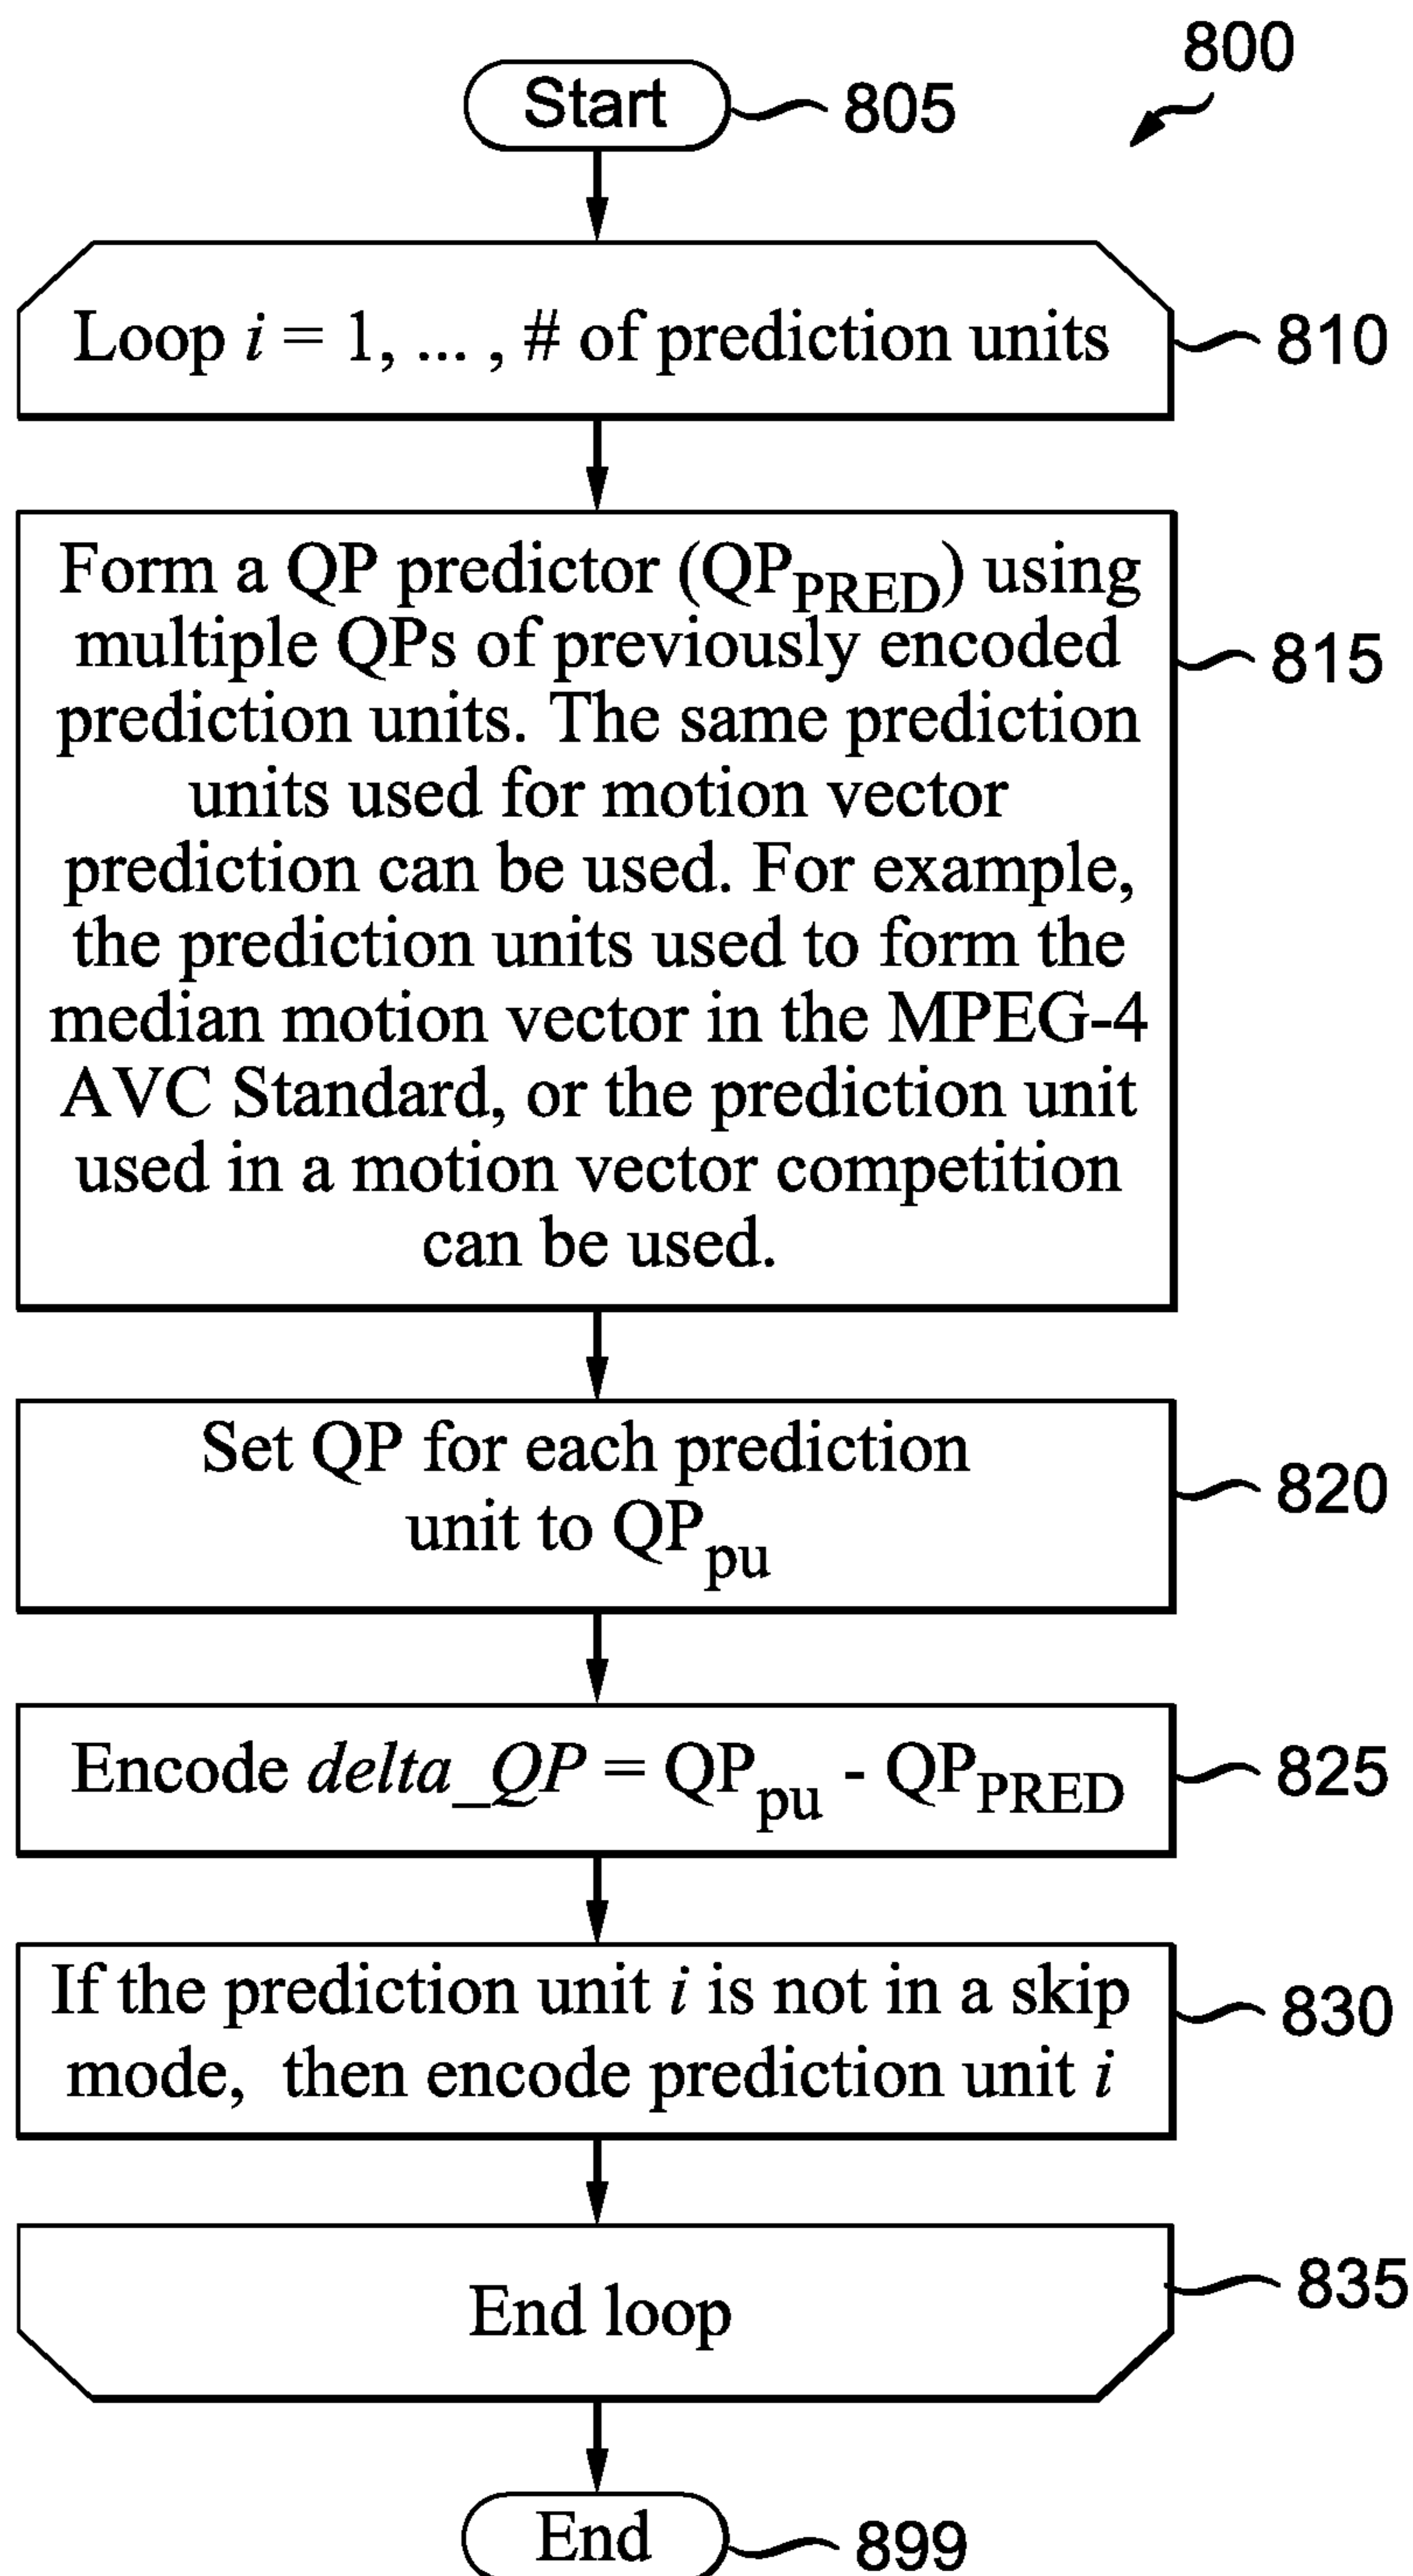 800
Start
805
Loop i = 1, ... , # of prediction units
810
Form a QP predictor (QP_PRED) using
multiple QPs of previously encoded
prediction units. The same prediction
units used for motion vector
prediction can be used. For example,
the prediction units used to form the
median motion vector in the MPEG-4
AVC Standard, or the prediction unit
used in a motion vector competition
can be used.
815
Set QP for each prediction
unit to QP_pu
820
Encode delta_QP = QP_pu - QP_PRED
825
If the prediction unit i is not in a skip
mode, then encode prediction unit i
830
End loop
835
End
899